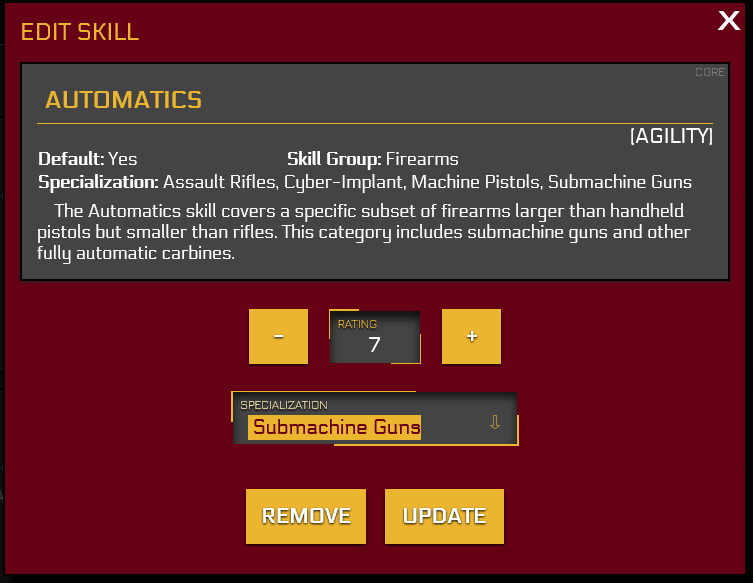 X
EDIT SKILL
CORE
AUTOMATICS
(AGILITY)
Default: Yes Skill Group: Firearms
Specialization: Assault Rifles, Cyber-Implant, Machine Pistols, Submachine Guns
The Automatics skill covers a specific subset of firearms larger than handheld
pistols but smaller than rifles. This category includes submachine guns and other
fully automatic carbines.
RATING
- 7 +
SPECIALIZATION
Submachine Guns ⇩
REMOVE UPDATE